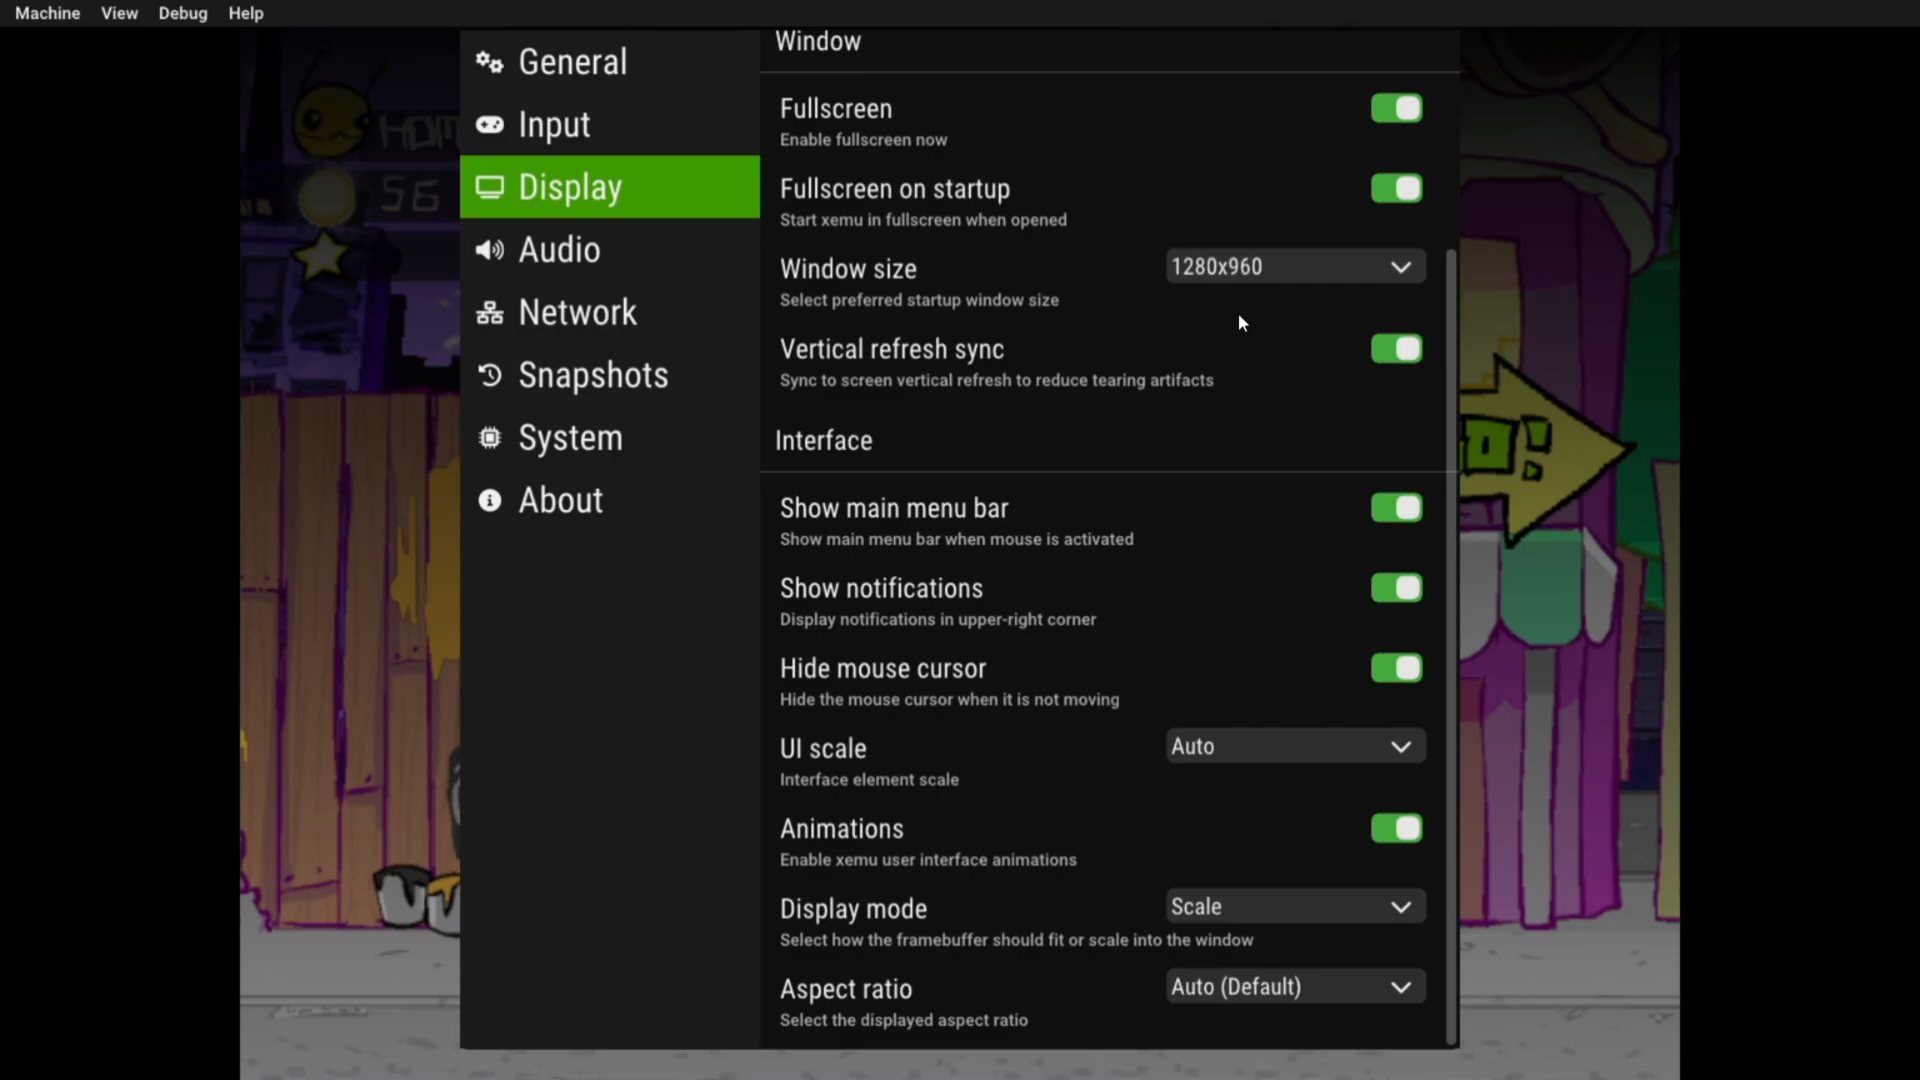 Machine View Debug Help
General
Input
Display
Audio
Network
Snapshots
System
About
Window
Fullscreen
Enable fullscreen now
Fullscreen on startup
Start xemu in fullscreen when opened
Window size 1280x960
Select preferred startup window size
Vertical refresh sync
Sync to screen vertical refresh to reduce tearing artifacts
Interface
Show main menu bar
Show main menu bar when mouse is activated
Show notifications
Display notifications in upper-right corner
Hide mouse cursor
Hide the mouse cursor when it is not moving
UI scale Auto
Interface element scale
Animations
Enable xemu user interface animations
Display mode Scale
Select how the framebuffer should fit or scale into the window
Aspect ratio Auto (Default)
Select the displayed aspect ratio
56